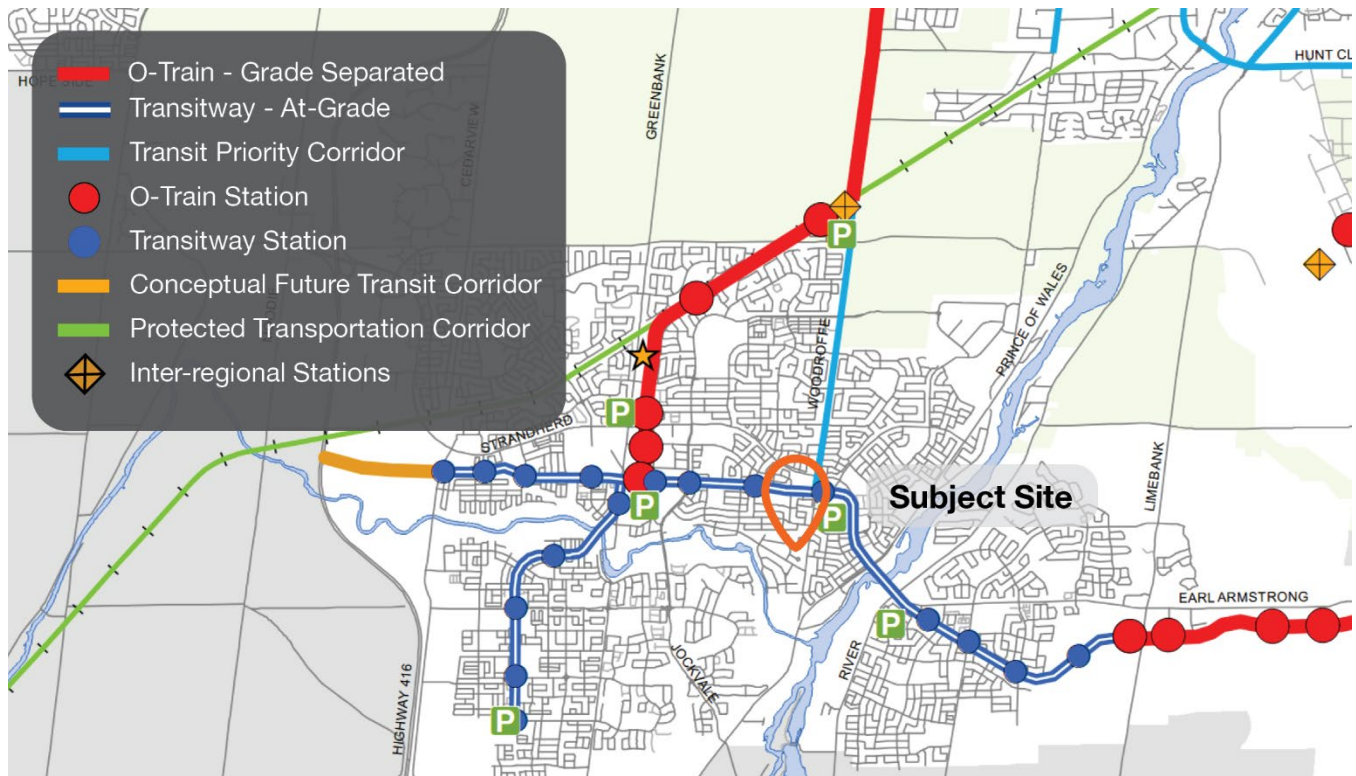 O-Train - Grade Separated
HOPE SIDE
Transitway - At-Grade
Transit Priority Corridor
O-Train Station
Transitway Station
Conceptual Future Transit Corridor
Protected Transportation Corridor
Inter-regional Stations
CEDARVIEW
GREENBANK
HUNT CL
P
WOODROFFE
PRINCE OF WALES
P
STRANDHERD
P
P
Subject Site
LIMEBANK
EARL ARMSTRONG
P
RIVER
JOCKVALE
HIGHWAY 416
P